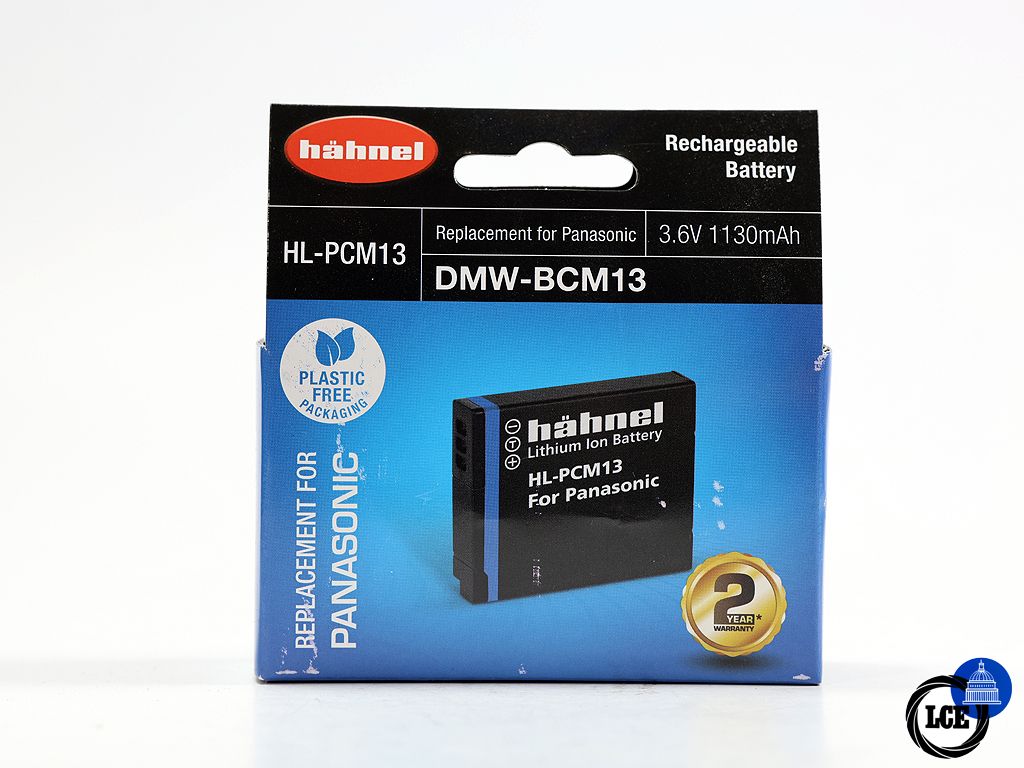 hähnel
Rechargeable
Battery
HL-PCM13
Replacement for Panasonic
3.6V 1130mAh
DMW-BCM13
PLASTIC
FREE
PACKAGING
REPLACEMENT FOR
PANASONIC
hähnel
Lithium Ion Battery
HL-PCM13
For Panasonic
− T +
2
YEAR*
WARRANTY
LCE